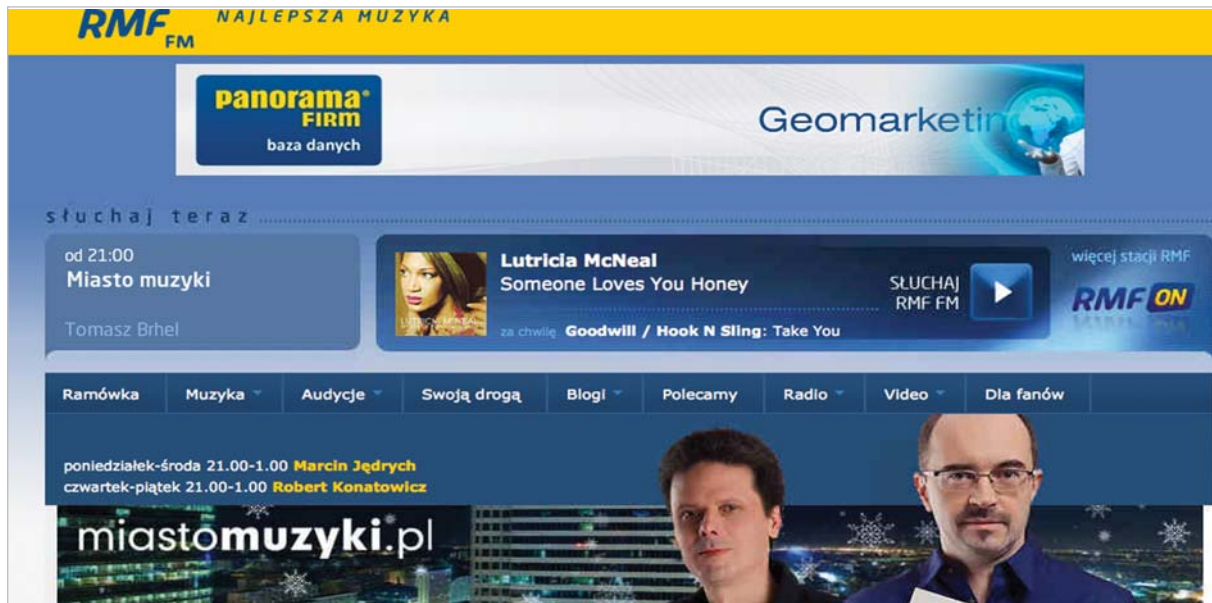 RMF FM
NAJLEPSZA MUZYKA
panorama
FIRM
baza danych
Geomarketing
słuchaj teraz
od 21:00
Miasto muzyki
Tomasz Brhel
LUTRICIA MCNEAL
Lutricia McNeal
Someone Loves You Honey
za chwilę Goodwill / Hook N Sling: Take You
SŁUCHAJ
RMF FM
więcej stacji RMF
RMF ON
Ramówka Muzyka Audycje Swoją drogą Blogi Polecamy Radio Video Dla fanów
poniedziałek-środa 21.00-1.00 Marcin Jędrych
czwartek-piątek 21.00-1.00 Robert Konatowicz
miastomuzyki.pl